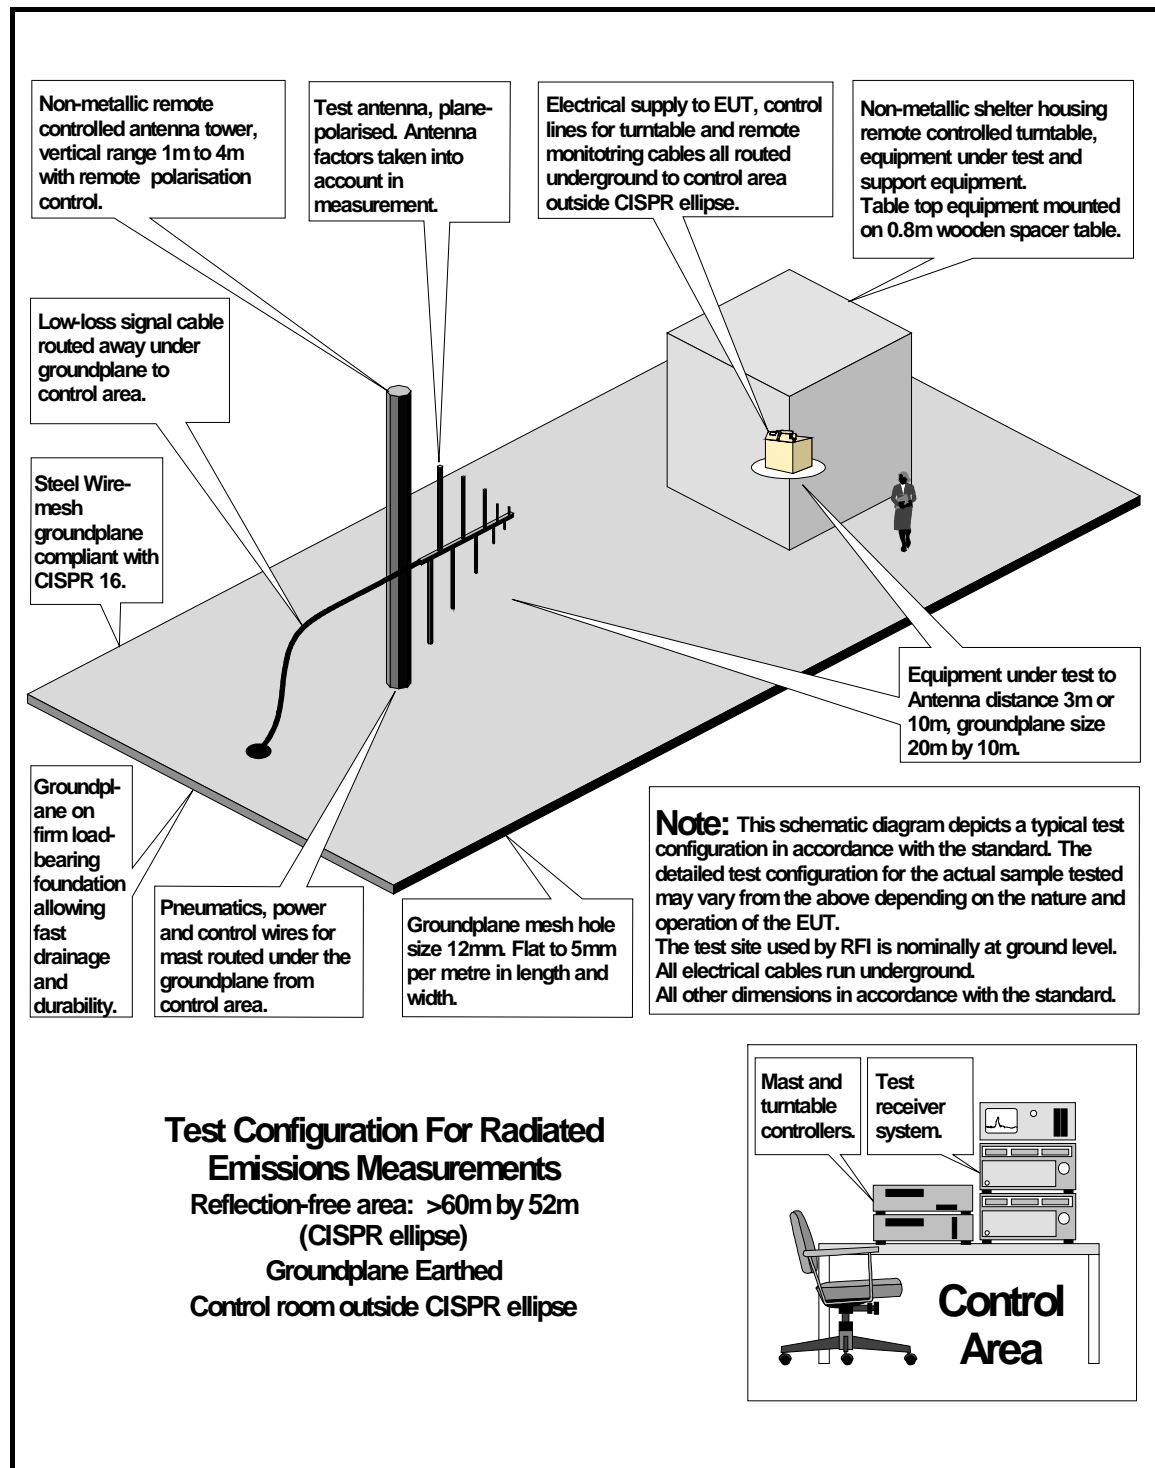 Non-metallic remote
controlled antenna tower,
vertical range 1m to 4m
with remote polarisation
control.
Test antenna, plane-
polarised. Antenna
factors taken into
account in
measurement.
Electrical supply to EUT, control
lines for turntable and remote
monitotring cables all routed
underground to control area
outside CISPR ellipse.
Non-metallic shelter housing
remote controlled turntable,
equipment under test and
support equipment.
Table top equipment mounted
on 0.8m wooden spacer table.
Low-loss signal cable
routed away under
groundplane to
control area.
Steel Wire-
mesh
groundplane
compliant with
CISPR 16.
Equipment under test to
Antenna distance 3m or
10m, groundplane size
20m by 10m.
Groundpl-
ane on
firm load-
bearing
foundation
allowing
fast
drainage
and
durability.
Pneumatics, power
and control wires for
mast routed under the
groundplane from
control area.
Groundplane mesh hole
size 12mm. Flat to 5mm
per metre in length and
width.
Note: This schematic diagram depicts a typical test
configuration in accordance with the standard. The
detailed test configuration for the actual sample tested
may vary from the above depending on the nature and
operation of the EUT.
The test site used by RFI is nominally at ground level.
All electrical cables run underground.
All other dimensions in accordance with the standard.
Test Configuration For Radiated
Emissions Measurements
Reflection-free area: >60m by 52m
(CISPR ellipse)
Groundplane Earthed
Control room outside CISPR ellipse
Mast and
turntable
controllers.
Test
receiver
system.
Control
Area